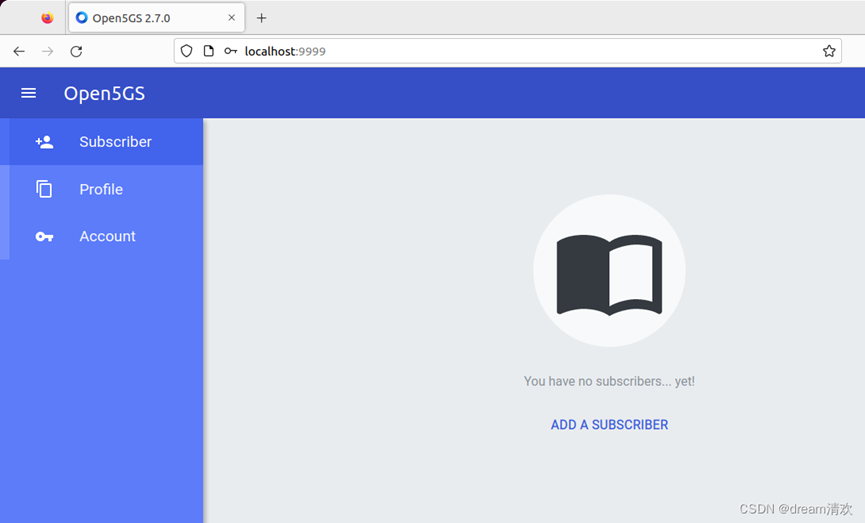 Open5GS 2.7.0
localhost:9999
Open5GS
Subscriber
Profile
Account
You have no subscribers... yet!
ADD A SUBSCRIBER
CSDN @dream清欢